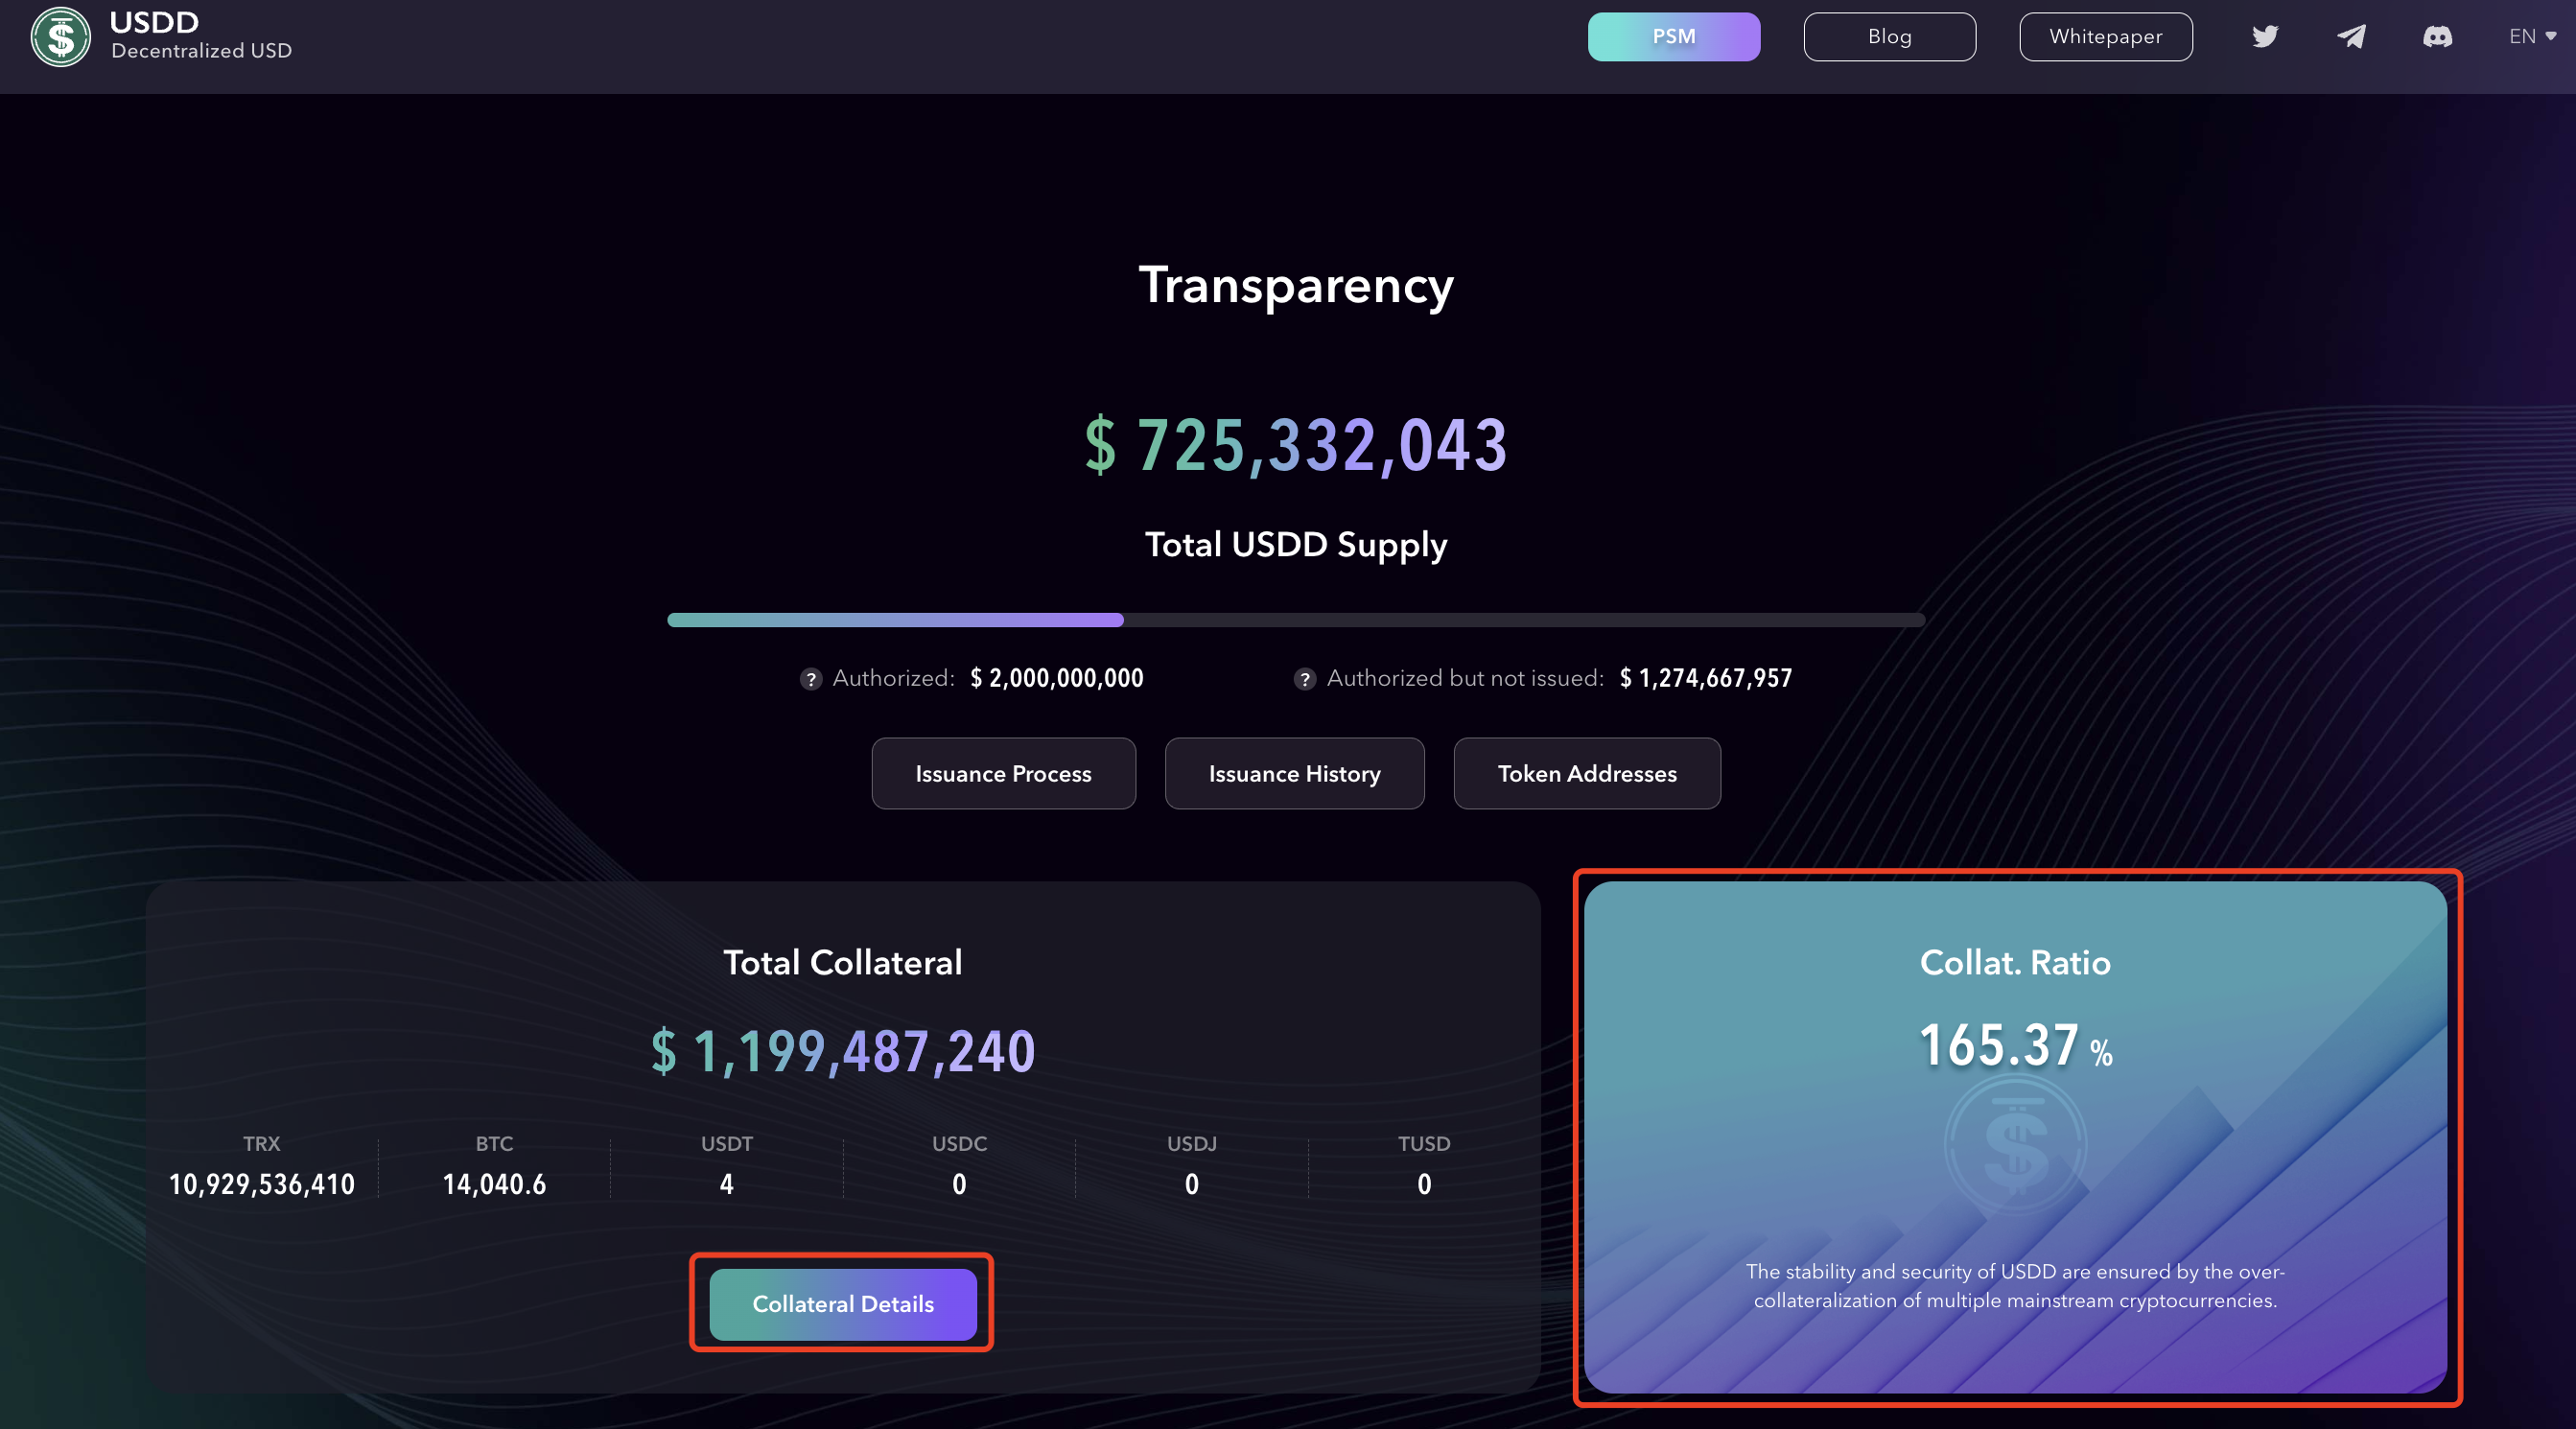 USDD
Decentralized USD
PSM
Blog
Whitepaper
EN
Transparency
$ 725,332,043
Total USDD Supply
? Authorized: $ 2,000,000,000
? Authorized but not issued: $ 1,274,667,957
Issuance Process
Issuance History
Token Addresses
Total Collateral
$ 1,199,487,240
TRX
10,929,536,410
BTC
14,040.6
USDT
4
USDC
0
USDJ
0
TUSD
0
Collateral Details
Collat. Ratio
165.37 %
The stability and security of USDD are ensured by the over-
collateralization of multiple mainstream cryptocurrencies.